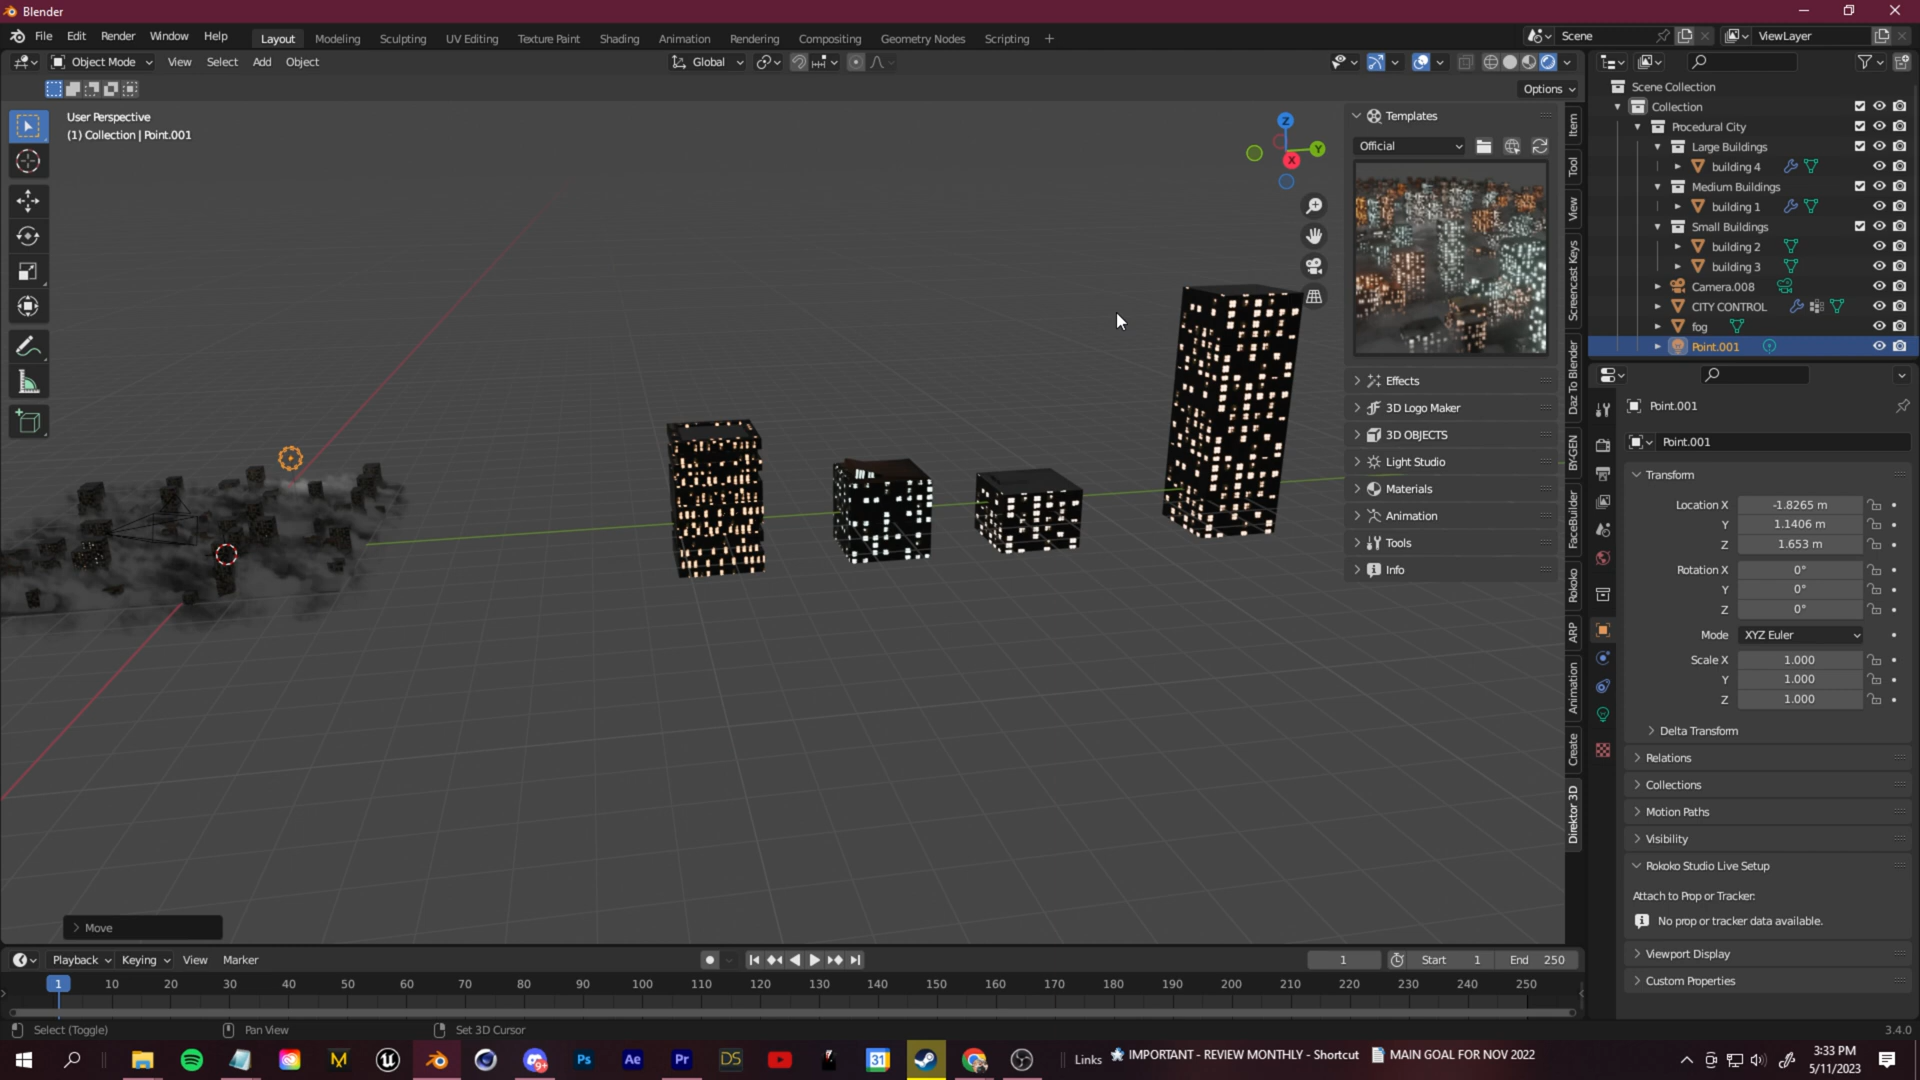 Blender
File Edit Render Window Help
Layout Modeling Sculpting UV Editing Texture Paint Shading Animation Rendering Compositing Geometry Nodes Scripting +
Scene
ViewLayer
Object Mode View Select Add Object
Global
Options
User Perspective
(1) Collection | Point.001
Z
Y
X
Templates
Official
Effects
3D Logo Maker
3D OBJECTS
Light Studio
Materials
Animation
Tools
Info
Item
Tool
View
Screencast Keys
Daz To Blender
BY-GEN
FaceBuilder
Rokoko
ARP
Animation
Create
Direktor 3D
Scene Collection
Collection
Procedural City
Large Buildings
building 4
Medium Buildings
building 1
Small Buildings
building 2
building 3
Camera.008
CITY CONTROL
fog
Point.001
Point.001
Point.001
Transform
Location X -1.8265 m
Y 1.1406 m
Z 1.653 m
Rotation X 0°
Y 0°
Z 0°
Mode XYZ Euler
Scale X 1.000
Y 1.000
Z 1.000
Delta Transform
Relations
Collections
Motion Paths
Visibility
Rokoko Studio Live Setup
Attach to Prop or Tracker:
No prop or tracker data available.
Viewport Display
Custom Properties
Move
Playback Keying View Marker
1 Start 1 End 250
1 10 20 30 40 50 60 70 80 90 100 110 120 130 140 150 160 170 180 190 200 210 220 230 240 250
Select (Toggle) Pan View Set 3D Cursor
3.4.0
9+
Ps
Ae
Pr
DS
31
Links IMPORTANT - REVIEW MONTHLY - Shortcut MAIN GOAL FOR NOV 2022
3:33 PM
5/11/2023